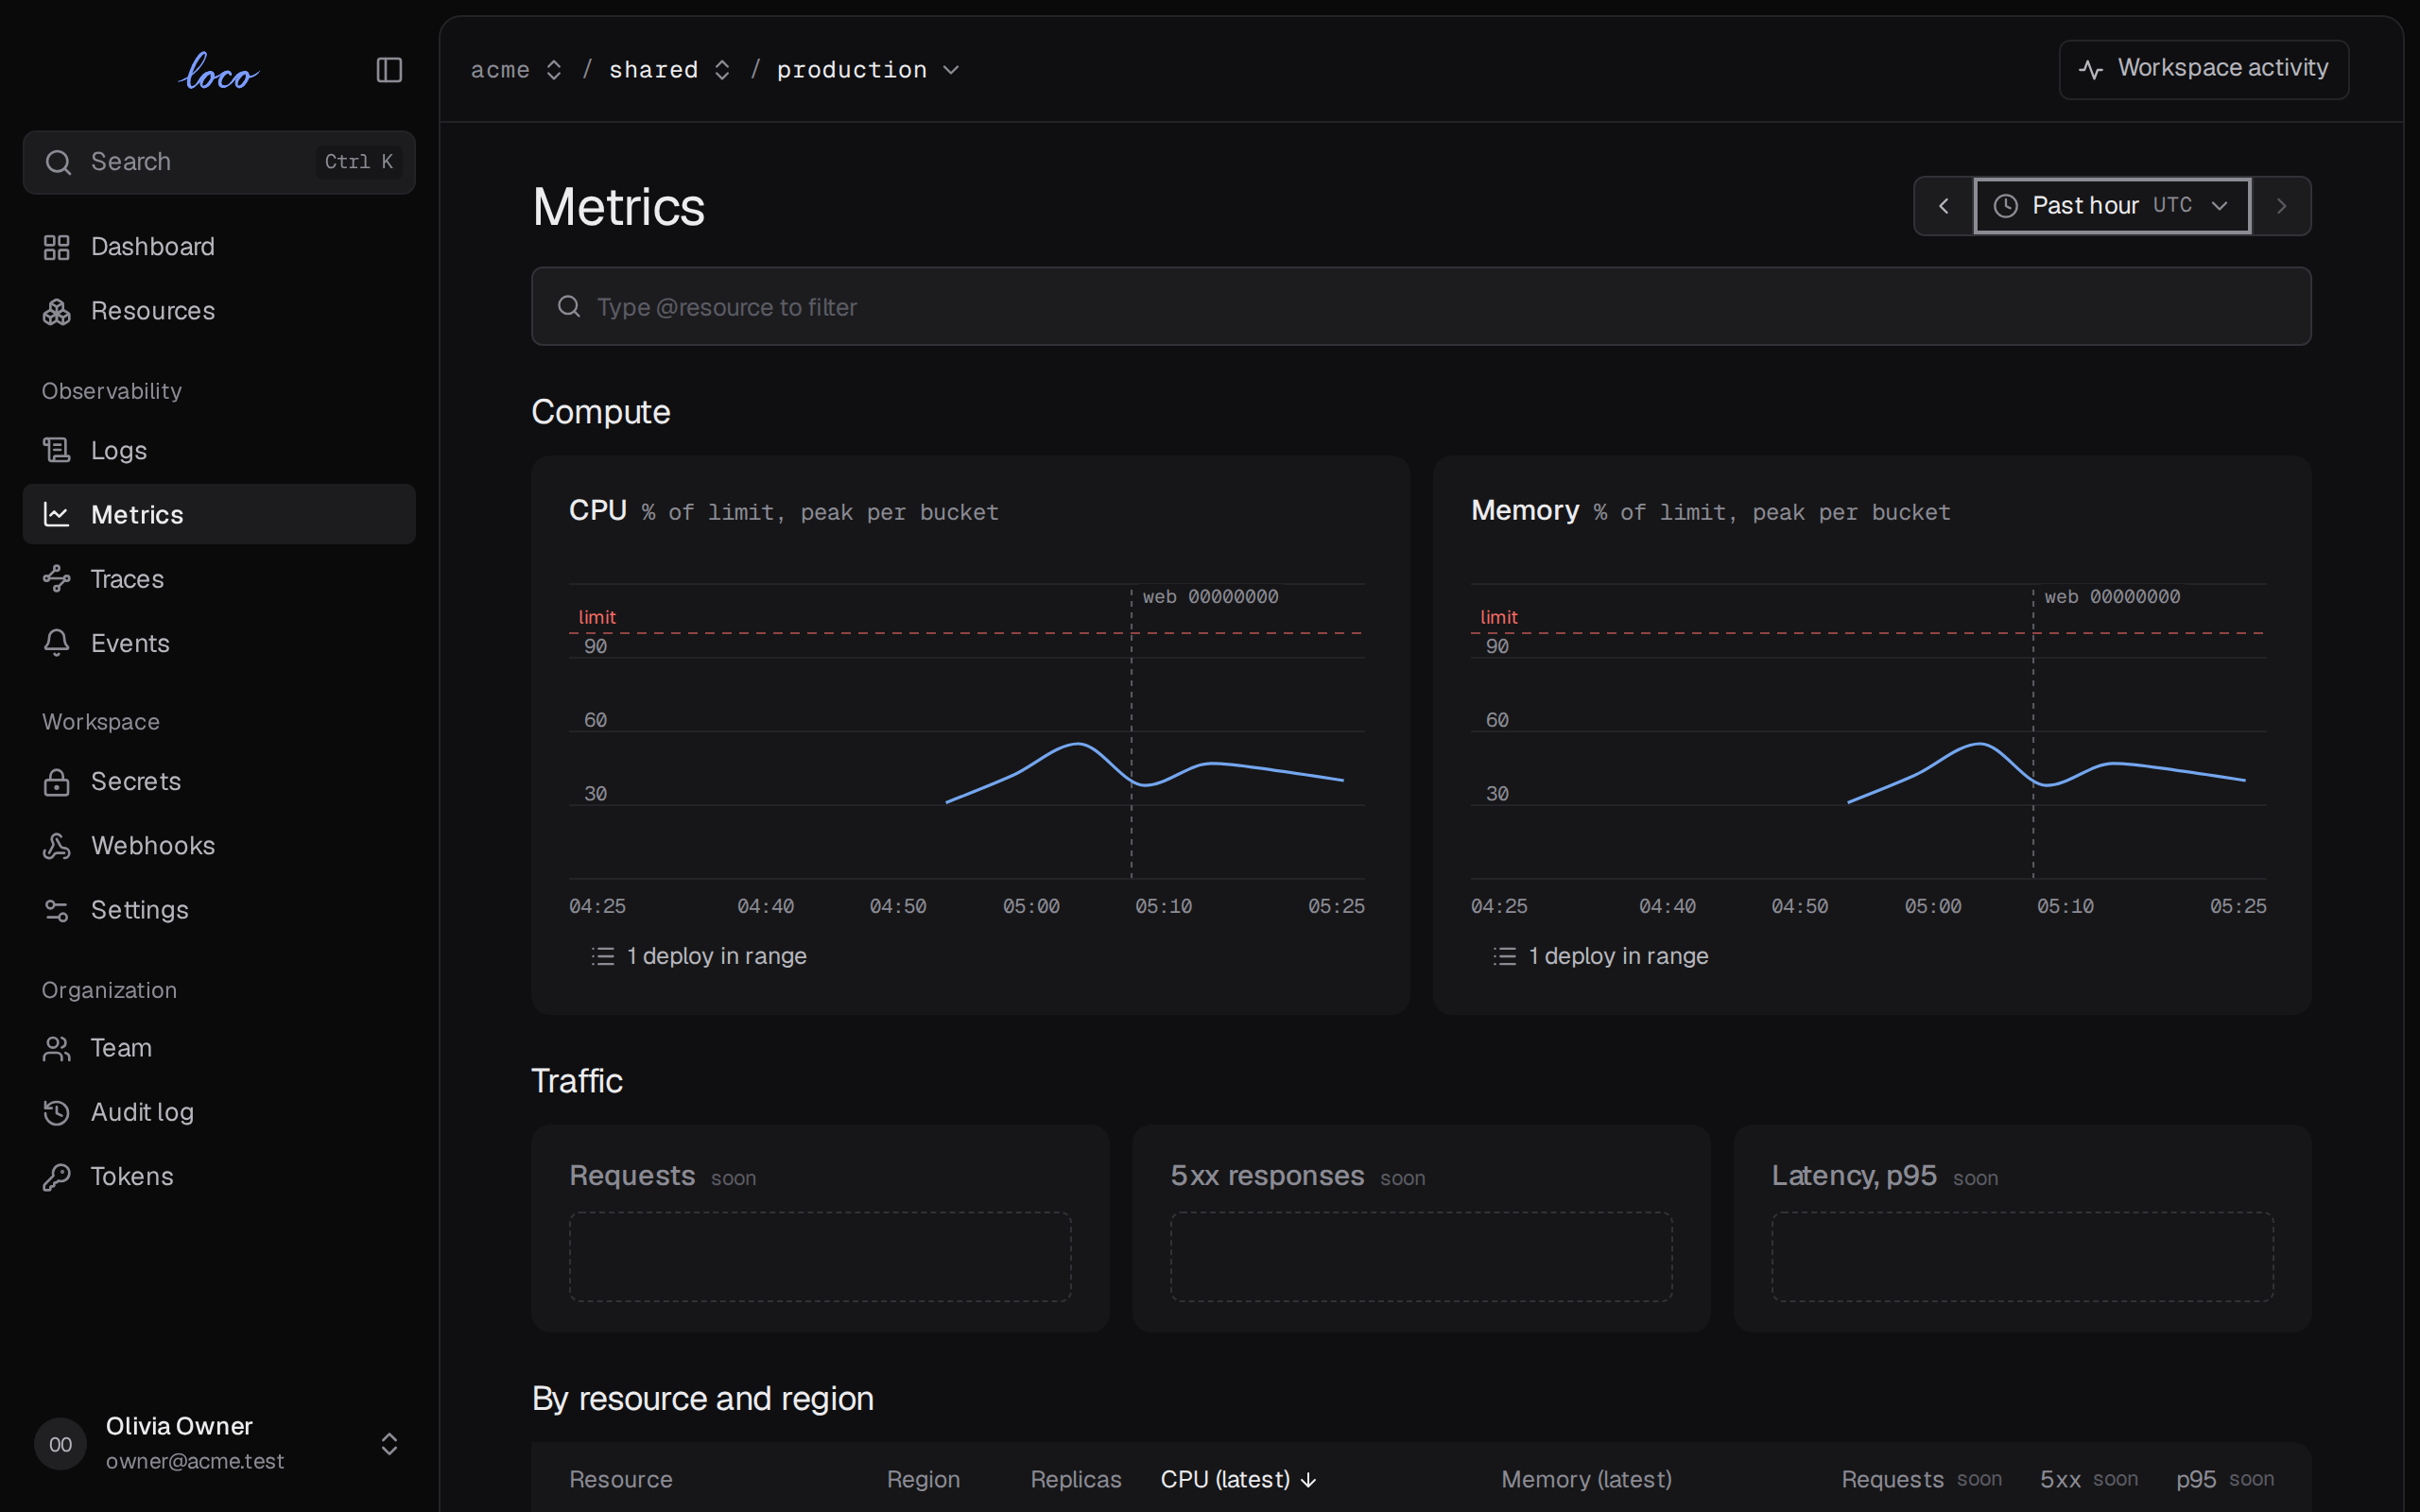 loco
acme / shared / production
Workspace activity
Search Ctrl K
Dashboard
Resources
Observability
Logs
Metrics
Traces
Events
Workspace
Secrets
Webhooks
Settings
Organization
Team
Audit log
Tokens
OO
Olivia Owner
owner@acme.test
Metrics
Past hour UTC
Type @resource to filter
Compute
CPU % of limit, peak per bucket
web 00000000
limit
90
60
30
04:25 04:40 04:50 05:00 05:10 05:25
1 deploy in range
Memory % of limit, peak per bucket
web 00000000
limit
90
60
30
04:25 04:40 04:50 05:00 05:10 05:25
1 deploy in range
Traffic
Requests soon
5xx responses soon
Latency, p95 soon
By resource and region
Resource Region Replicas CPU (latest) ↓ Memory (latest) Requests soon 5xx soon p95 soon